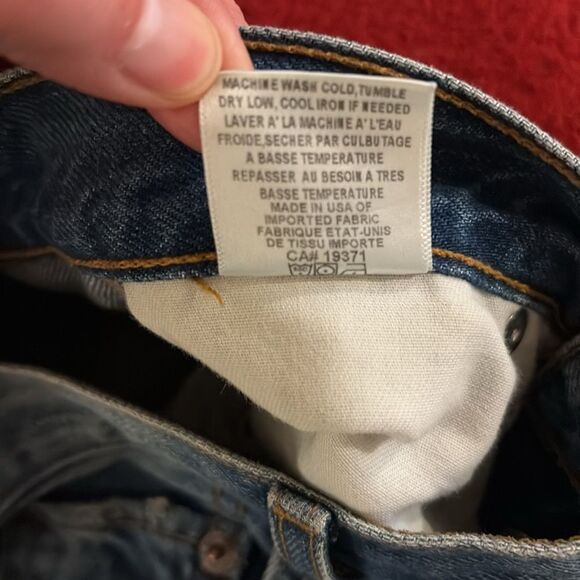 MACHINE WASH COLD,TUMBLE
DRY LOW, COOL IRON IF NEEDED
LAVER A' LA MACHINE A' L'EAU
FROIDE,SECHER PAR CULBUTAGE
A BASSE TEMPERATURE
REPASSER AU BESOIN A TRES
BASSE TEMPERATURE
MADE IN USA OF
IMPORTED FABRIC
FABRIQUE ETAT-UNIS
DE TISSU IMPORTE
CA# 19371